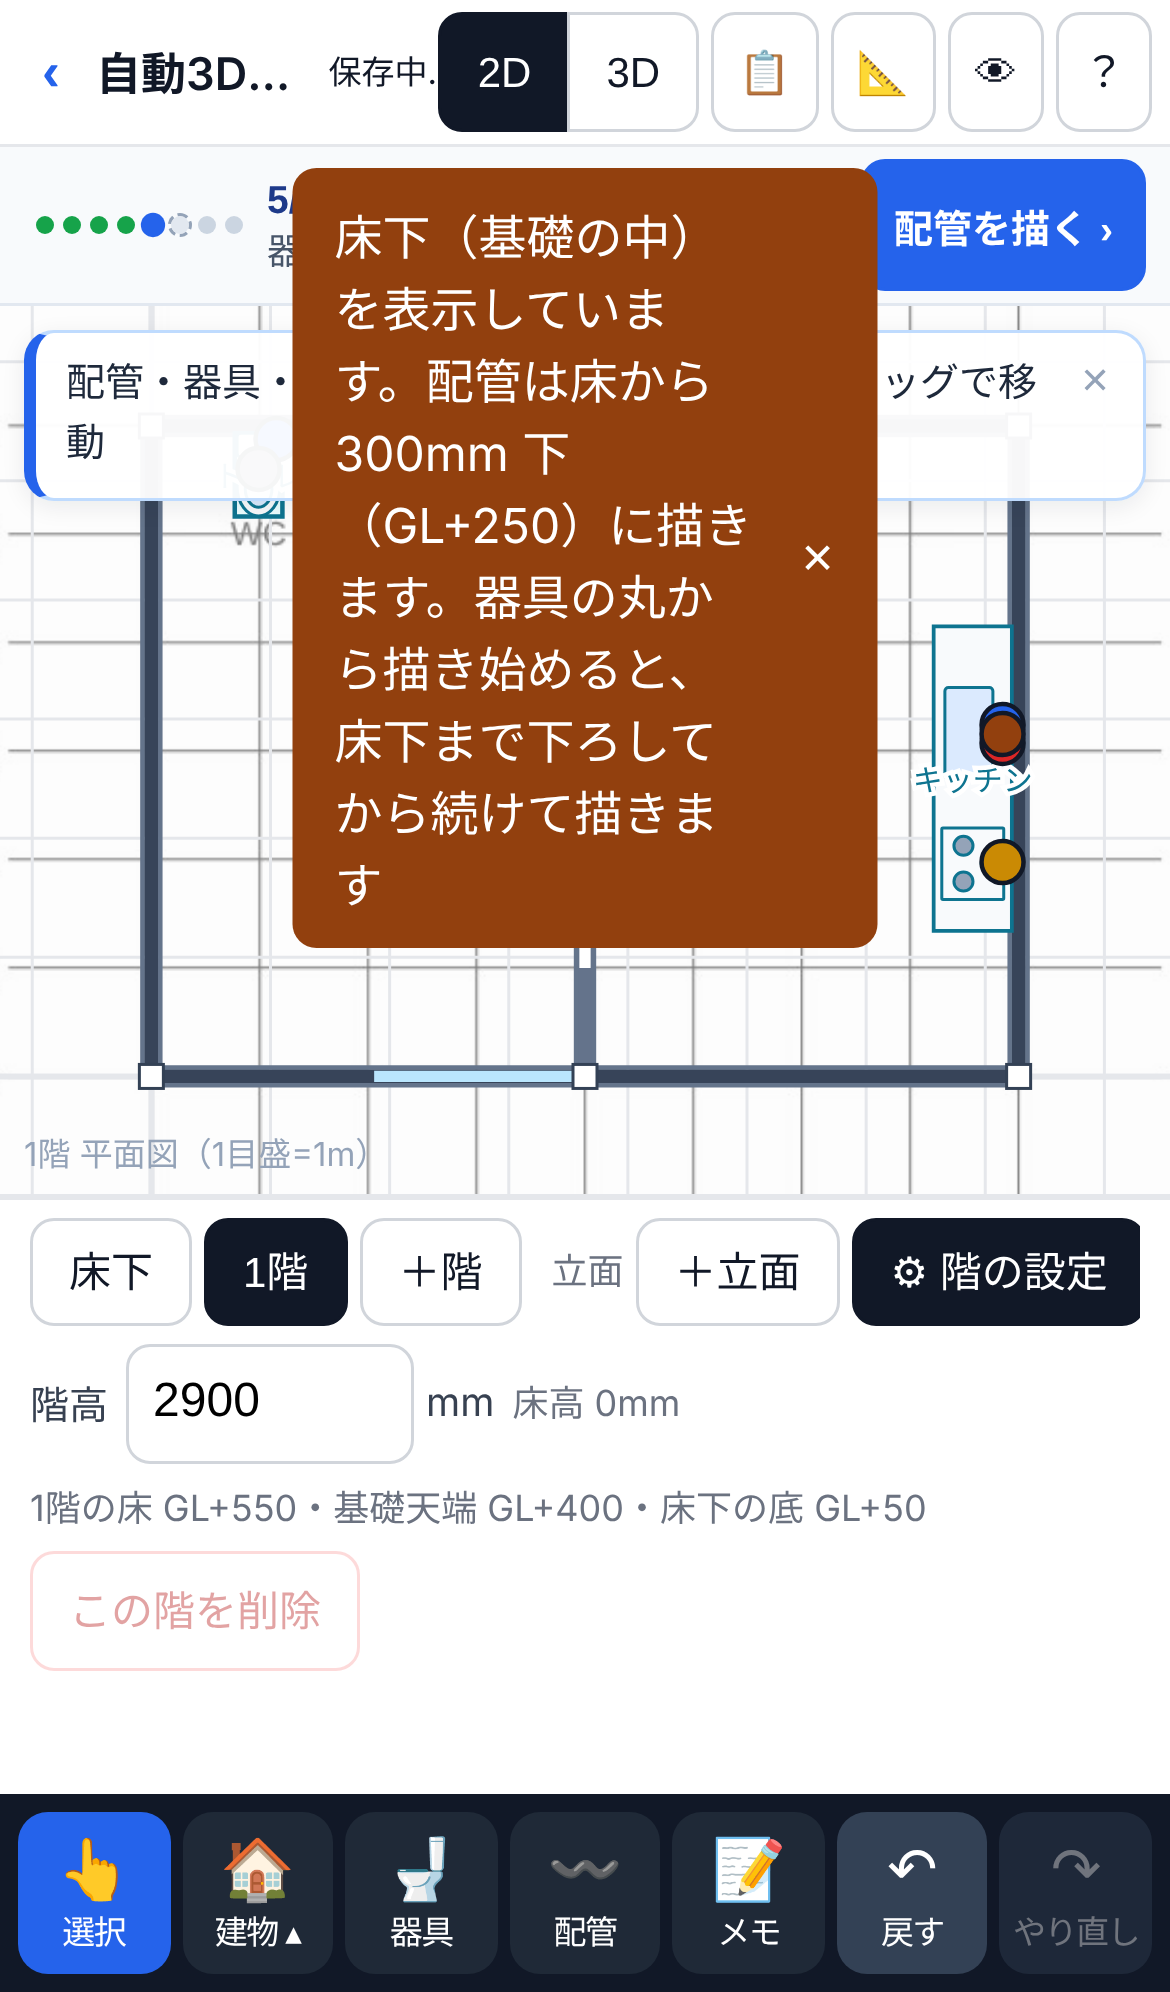 ‹ 自動3D... 保存中. 2D 3D ?
5/
器
配管を描く ›
床下（基礎の中）
を表示していま
す。配管は床から
300mm 下
（GL+250）に描き
ます。器具の丸か
ら描き始めると、
床下まで下ろして
から続けて描きま
す
×
配管・器具・
ッグで移 ×
動
WC
キッチン
1階 平面図（1目盛=1m）
床下 1階 ＋階 立面 ＋立面 ⚙ 階の設定
階高 2900 mm 床高 0mm
1階の床 GL+550・基礎天端 GL+400・床下の底 GL+50
この階を削除
選択 建物▴ 器具 配管 メモ 戻す やり直し